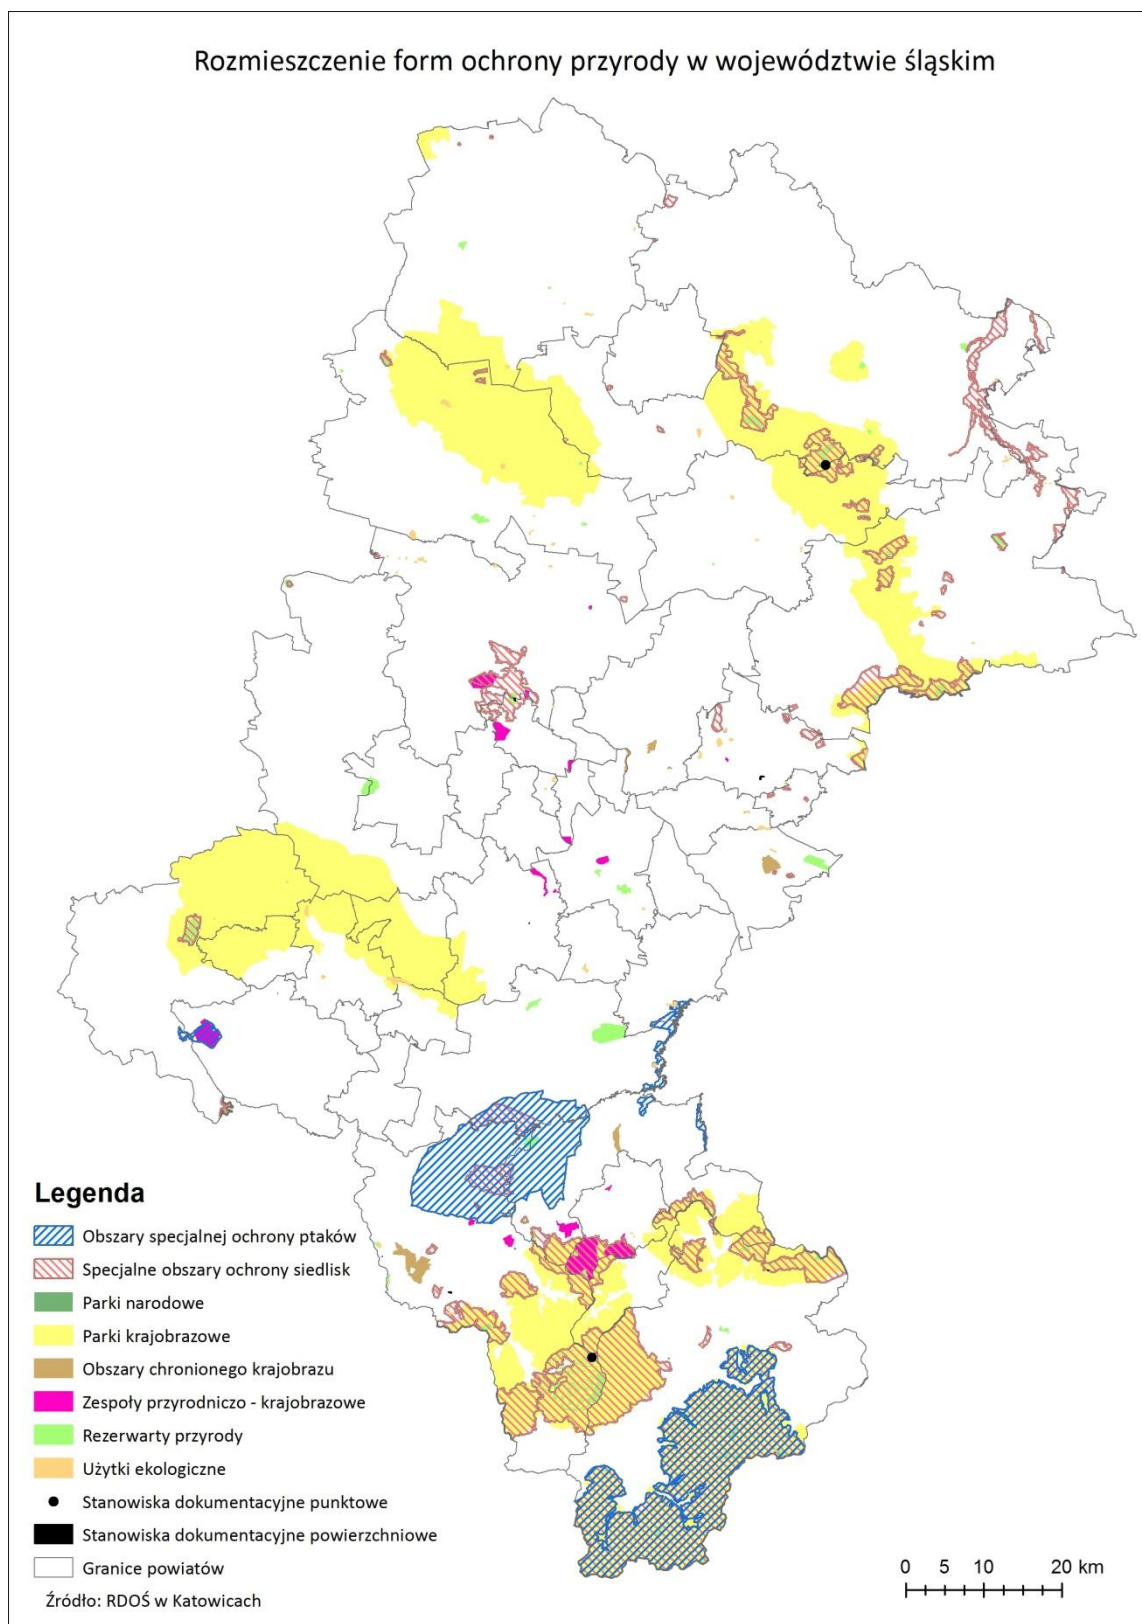 Rozmieszczenie form ochrony przyrody w województwie śląskim
Legenda
Obszary specjalnej ochrony ptaków
Specjalne obszary ochrony siedlisk
Parki narodowe
Parki krajobrazowe
Obszary chronionego krajobrazu
Zespoły przyrodniczo - krajobrazowe
Rezerwarty przyrody
Użytki ekologiczne
Stanowiska dokumentacyjne punktowe
Stanowiska dokumentacyjne powierzchniowe
Granice powiatów
Źródło: RDOŚ w Katowicach
0 5 10 20 km